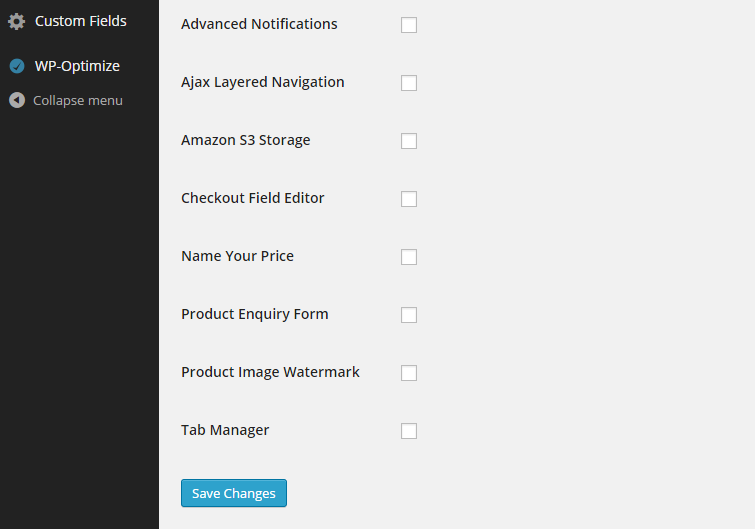 Custom Fields
WP-Optimize
Collapse menu
Advanced Notifications
Ajax Layered Navigation
Amazon S3 Storage
Checkout Field Editor
Name Your Price
Product Enquiry Form
Product Image Watermark
Tab Manager
Save Changes